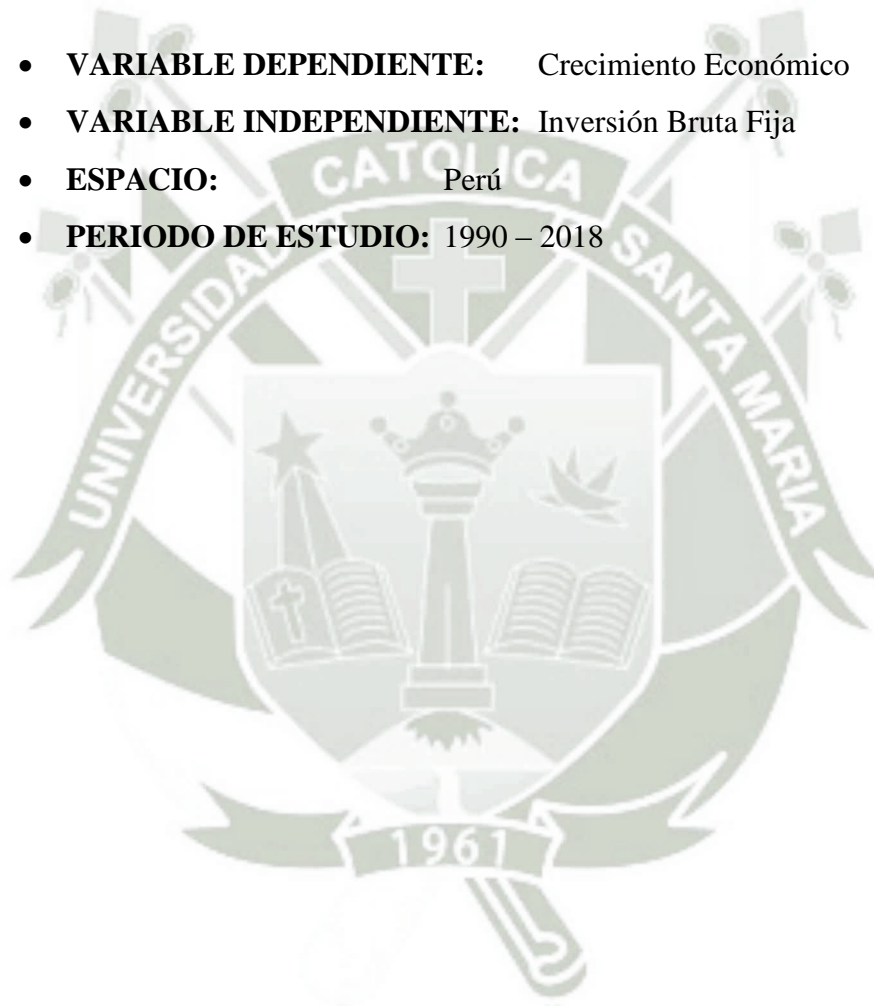 • VARIABLE DEPENDIENTE: Crecimiento Económico
• VARIABLE INDEPENDIENTE: Inversión Bruta Fija
• ESPACIO: Perú
• PERIODO DE ESTUDIO: 1990 – 2018
UNIVERSIDAD CATOLICA SANTA MARIA
1961